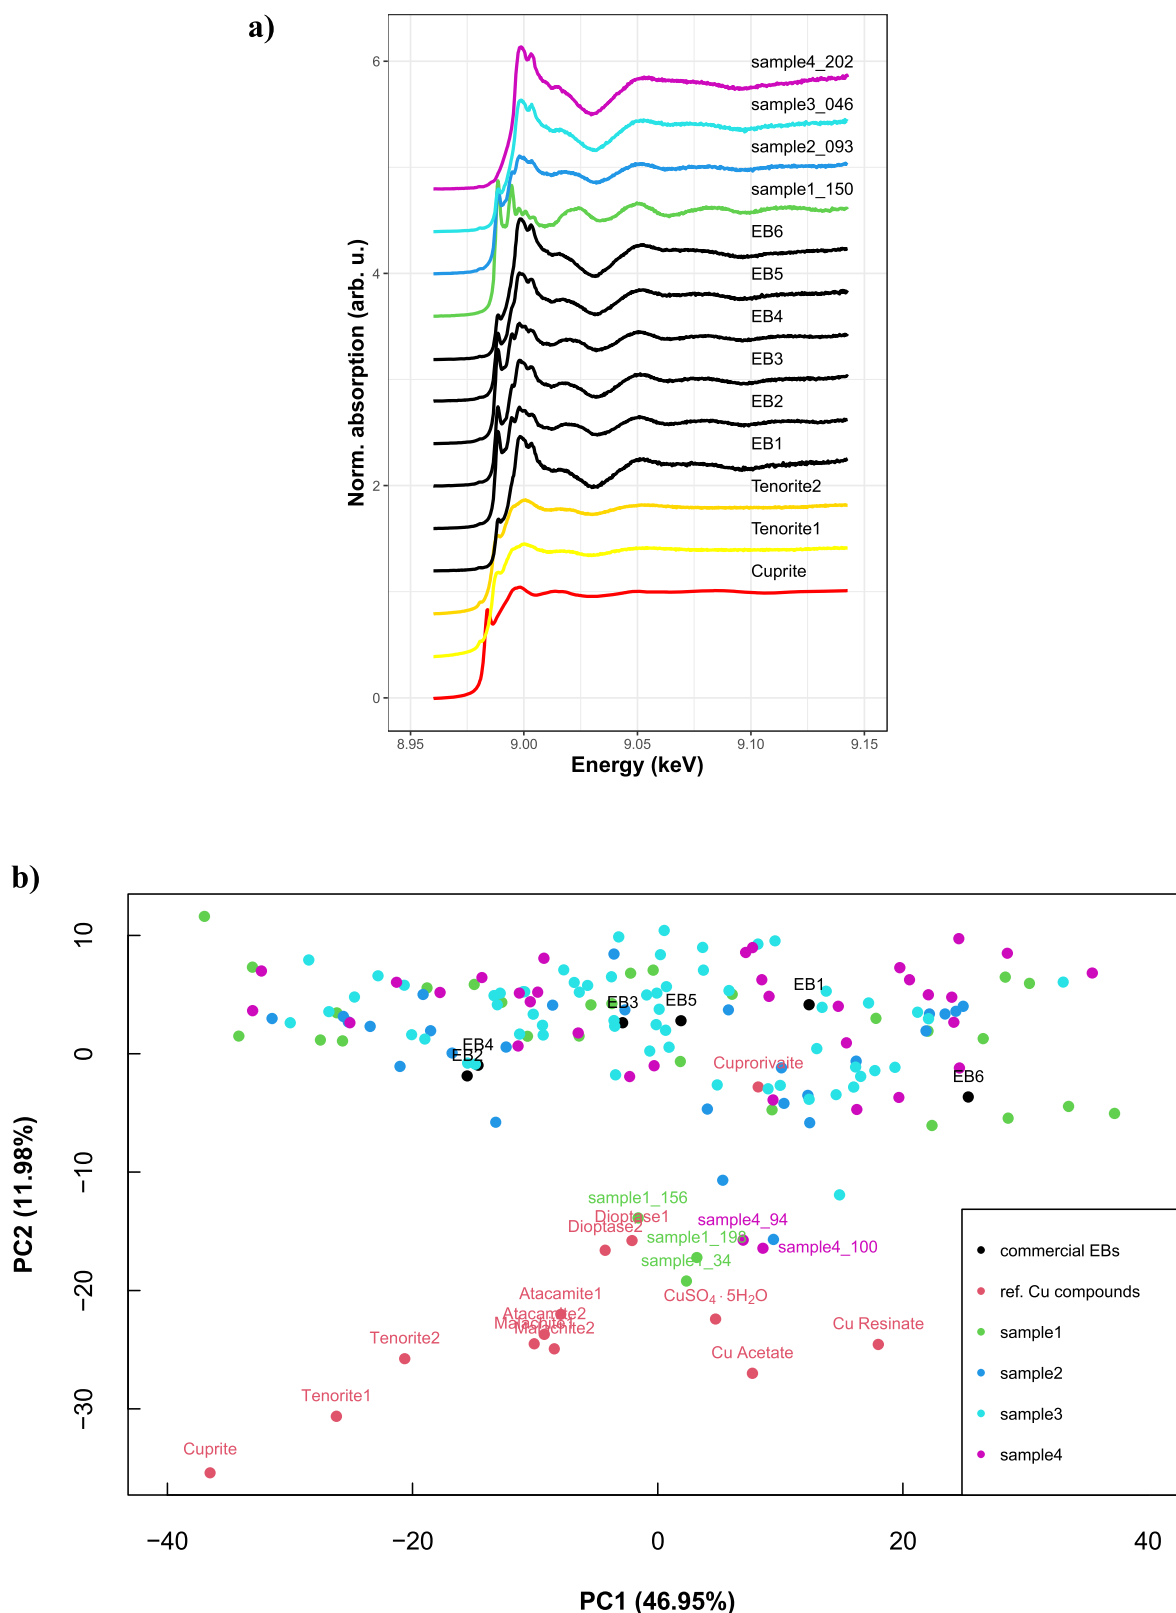 a)
Norm. absorption (arb. u.)
6
4
2
0
sample4_202
sample3_046
sample2_093
sample1_150
EB6
EB5
EB4
EB3
EB2
EB1
Tenorite2
Tenorite1
Cuprite
8.95 9.00 9.05 9.10 9.15
Energy (keV)
b)
PC2 (11.98%)
10
0
−10
−20
−30
EB1
EB3
EB5
EB4
EB2
Cuprorivaite
EB6
sample1_156
Dioptase1
Dioptase2
sample4_94
sample1_198
sample4_100
sample1_34
Atacamite1
CuSO4 · 5H2O
Atacamite2
Malachite1
Malachite2
Cu Resinate
Tenorite2
Cu Acetate
Tenorite1
Cuprite
commercial EBs
ref. Cu compounds
sample1
sample2
sample3
sample4
−40 −20 0 20 40
PC1 (46.95%)